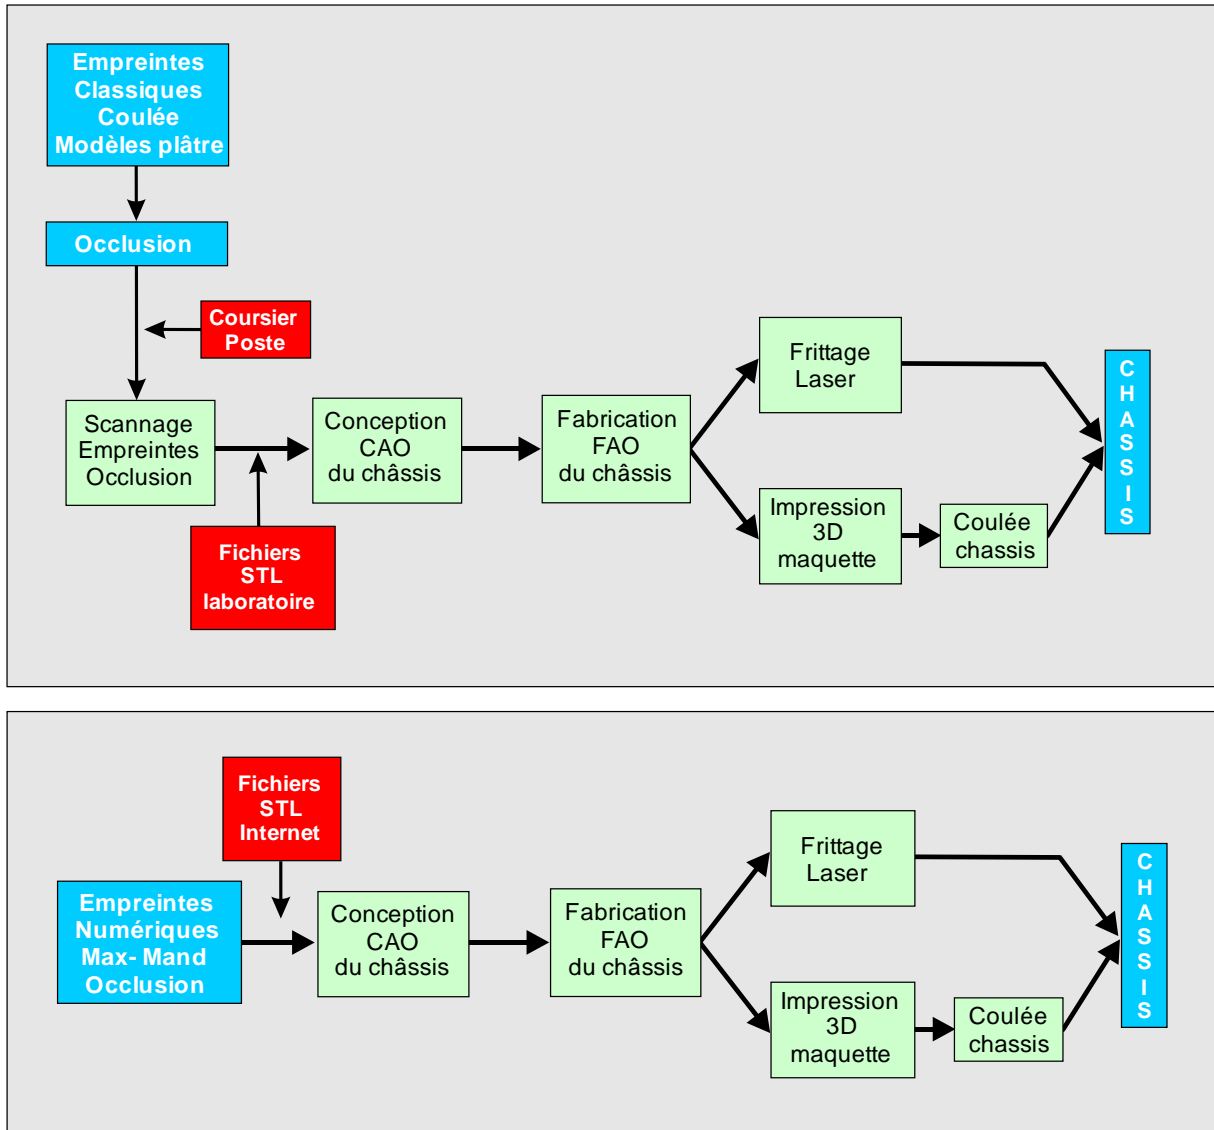 Empreintes
Classiques
Coulée
Modèles plâtre
Occlusion
Coursier
Poste
Scannage
Empreintes
Occlusion
Fichiers
STL
laboratoire
Conception
CAO
du châssis
Fabrication
FAO
du châssis
Frittage
Laser
Impression
3D
maquette
Coulée
chassis
C
H
A
S
S
I
S
Fichiers
STL
Internet
Empreintes
Numériques
Max- Mand
Occlusion
Conception
CAO
du châssis
Fabrication
FAO
du châssis
Frittage
Laser
Impression
3D
maquette
Coulée
chassis
C
H
A
S
S
I
S